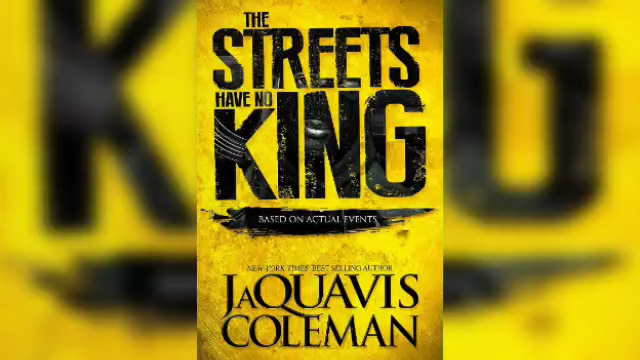 THE
STREETS
HAVE NO
KING
BASED ON ACTUAL EVENTS
NEW YORK TIMES BEST SELLING AUTHOR
JAQUAVIS
COLEMAN